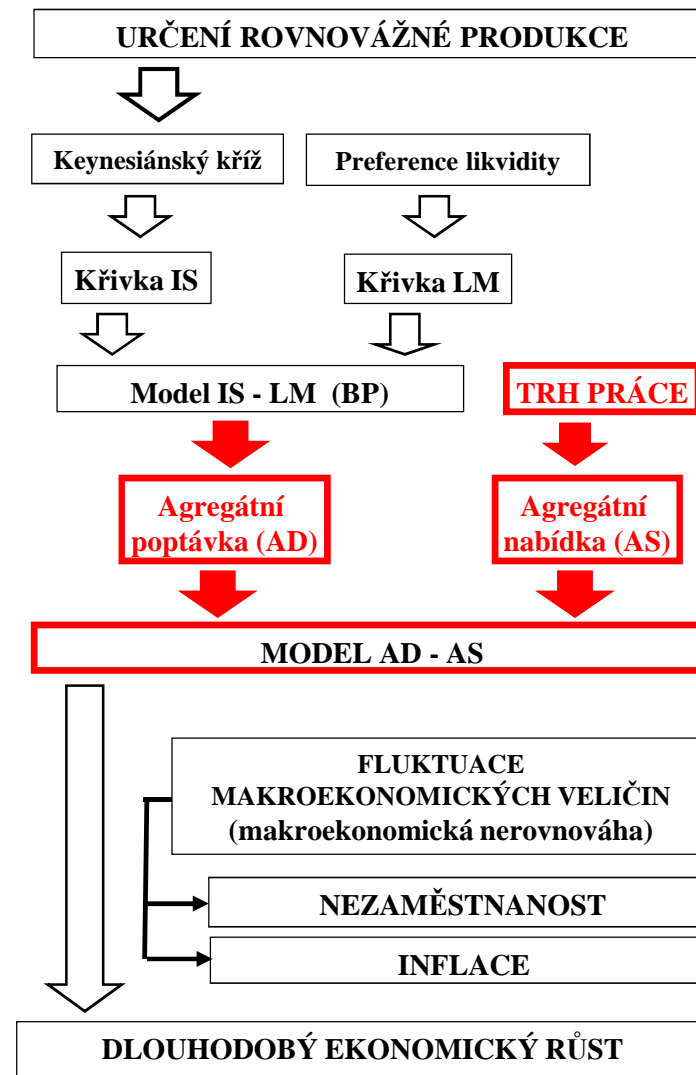 URČENÍ ROVNOVÁŽNÉ PRODUKCE
Keynesiánský kříž
Preference likvidity
Křivka IS
Křivka LM
Model IS - LM (BP)
TRH PRÁCE
Agregátní
poptávka (AD)
Agregátní
nabídka (AS)
MODEL AD - AS
FLUKTUACE
MAKROEKONOMICKÝCH VELIČIN
(makroekonomická nerovnováha)
NEZAMĚSTNANOST
INFLACE
DLOUHODOBÝ EKONOMICKÝ RŮST